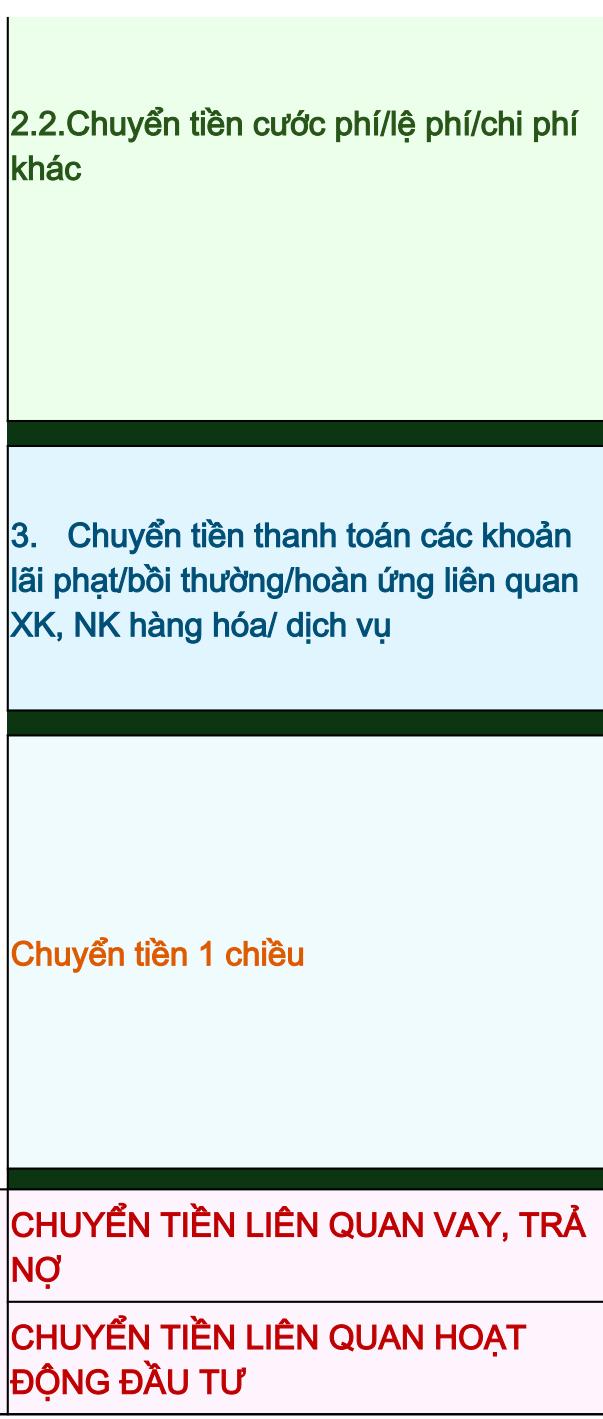 2.2.Chuyển tiền cước phí/lệ phí/chi phí
khác
3. Chuyển tiền thanh toán các khoản
lãi phạt/bồi thường/hoàn ứng liên quan
XK, NK hàng hóa/ dịch vụ
Chuyển tiền 1 chiều
CHUYỂN TIỀN LIÊN QUAN VAY, TRẢ
NỢ
CHUYỂN TIỀN LIÊN QUAN HOẠT
ĐỘNG ĐẦU TƯ